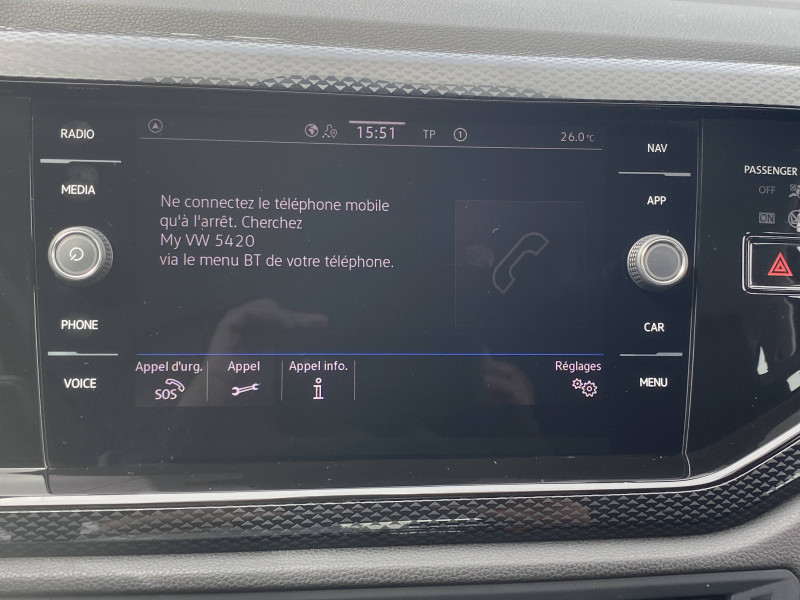 RADIO
MEDIA
PHONE
VOICE
15:51 TP 1 26.0°C
Ne connectez le téléphone mobile
qu'à l'arrêt. Cherchez
My VW 5420
via le menu BT de votre téléphone.
Appel d'urg. Appel Appel info. Réglages
SOS
NAV
APP
CAR
MENU
PASSENGER
OFF
ON